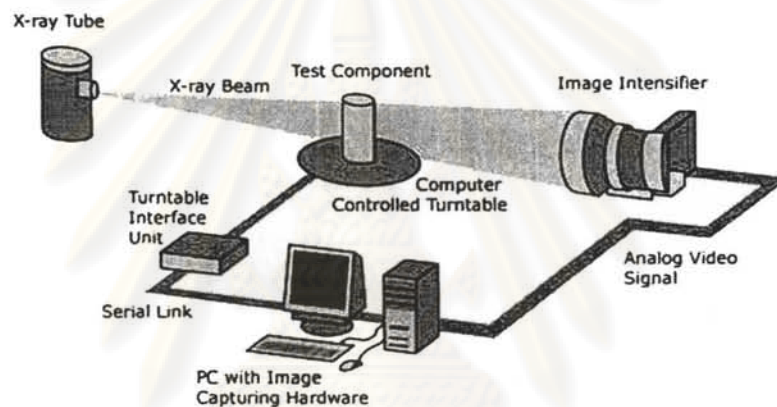 X-ray Tube
X-ray Beam
Test Component
Image Intensifier
Computer
Controlled Turntable
Turntable
Interface
Unit
Analog Video
Signal
Serial Link
PC with Image
Capturing Hardware